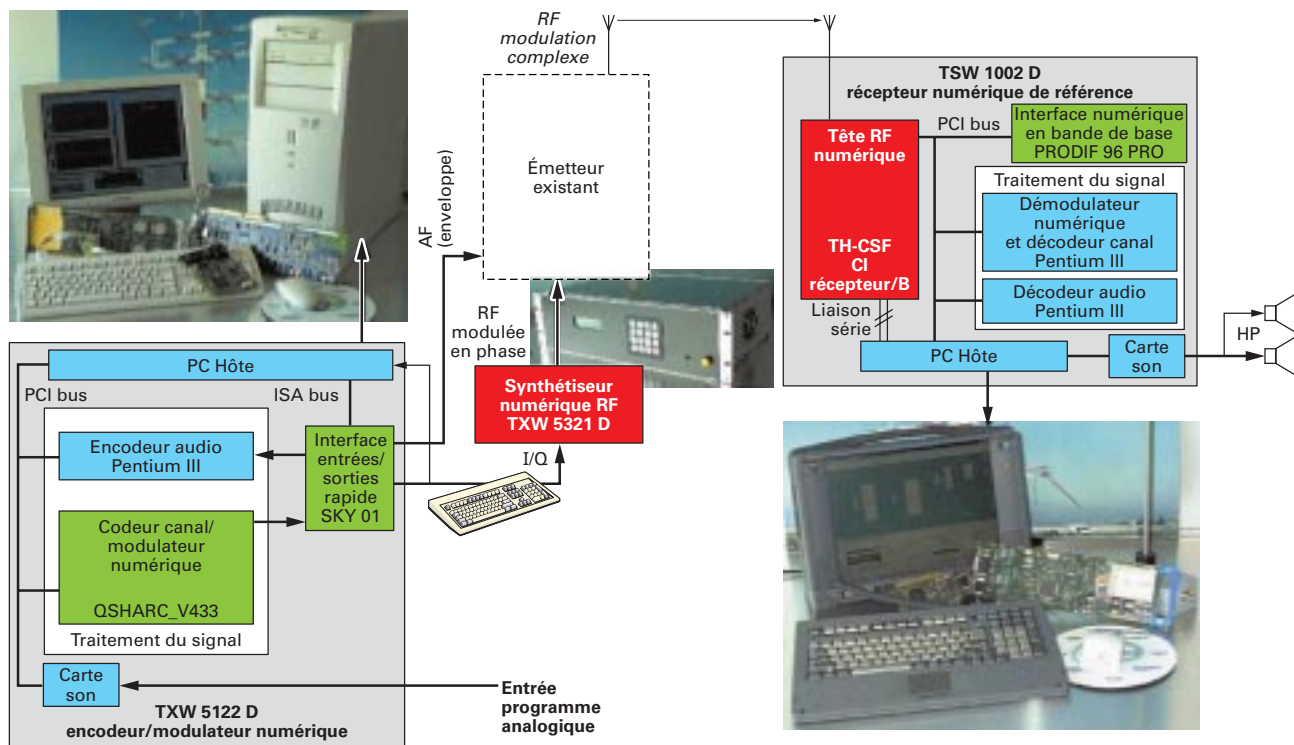 RF
modulation
complexe
TSW 1002 D
récepteur numérique de référence
PCI bus
Interface numérique
en bande de base
PRODIF 96 PRO
Tête RF
numérique
TH-CSF
CI
récepteur/B
Traitement du signal
Démodulateur
numérique
et décodeur canal
Pentium III
Décodeur audio
Pentium III
Liaison
série
PC Hôte
Carte
son
HP
Émetteur
existant
AF
(enveloppe)
RF
modulée
en phase
Synthétiseur
numérique RF
TXW 5321 D
I/Q
PC Hôte
PCI bus
ISA bus
Encodeur audio
Pentium III
Interface
entrées/
sorties
rapide
SKY 01
Codeur canal/
modulateur
numérique
QSHARC_V433
Traitement du signal
Carte
son
Entrée
programme
analogique
TXW 5122 D
encodeur/modulateur numérique